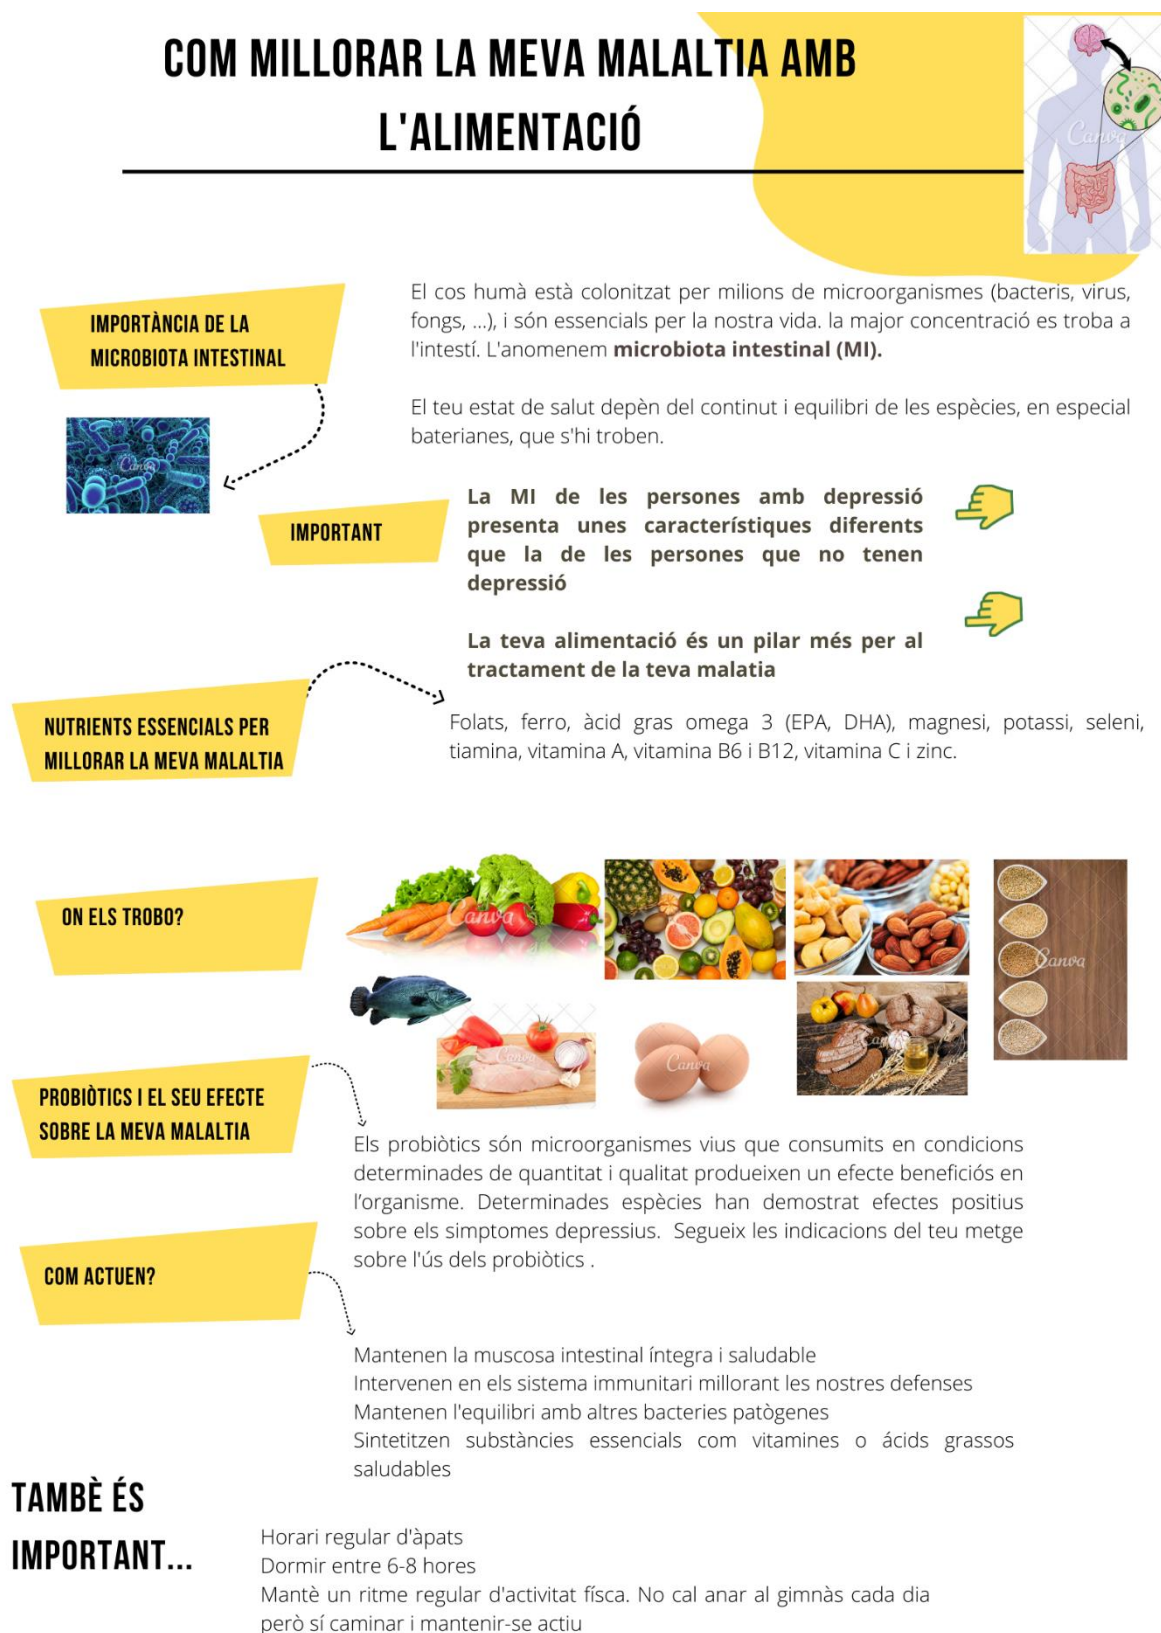 COM MILLORAR LA MEVA MALALTIA AMB
L'ALIMENTACIÓ
Canva
IMPORTÀNCIA DE LA
MICROBIOTA INTESTINAL
El cos humà està colonitzat per milions de microorganismes (bacteris, virus,
fongs, ...), i són essencials per la nostra vida. la major concentració es troba a
l'intestí. L'anomenem microbiota intestinal (MI).
El teu estat de salut depèn del continut i equilibri de les espècies, en especial
baterianes, que s'hi troben.
Canva
IMPORTANT
La MI de les persones amb depressió
presenta unes característiques diferents
que la de les persones que no tenen
depressió
La teva alimentació és un pilar més per al
tractament de la teva malatia
NUTRIENTS ESSENCIALS PER
MILLORAR LA MEVA MALALTIA
Folats, ferro, àcid gras omega 3 (EPA, DHA), magnesi, potassi, seleni,
tiamina, vitamina A, vitamina B6 i B12, vitamina C i zinc.
ON ELS TROBO?
Canva
Canva
Canva
Canva
PROBIÒTICS I EL SEU EFECTE
SOBRE LA MEVA MALALTIA
Els probiòtics són microorganismes vius que consumits en condicions
determinades de quantitat i qualitat produeixen un efecte beneficiós en
l’organisme. Determinades espècies han demostrat efectes positius
sobre els simptomes depressius. Segueix les indicacions del teu metge
sobre l'ús dels probiòtics .
COM ACTUEN?
Mantenen la muscosa intestinal íntegra i saludable
Intervenen en els sistema immunitari millorant les nostres defenses
Mantenen l'equilibri amb altres bacteries patògenes
Sintetitzen substàncies essencials com vitamines o ácids grassos
saludables
TAMBÈ ÉS
IMPORTANT...
Horari regular d'àpats
Dormir entre 6-8 hores
Mantè un ritme regular d'activitat físca. No cal anar al gimnàs cada dia
però sí caminar i mantenir-se actiu